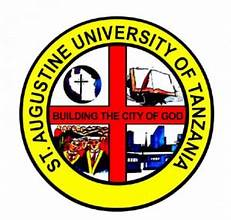 ST. AUGUSTINE UNIVERSITY OF TANZANIA
BUILDING THE CITY OF GOD